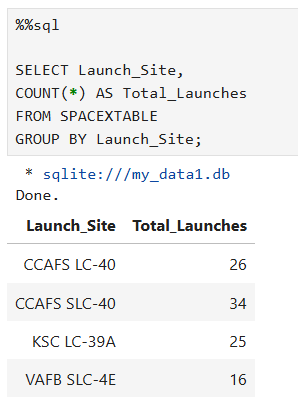 %%sql
SELECT Launch_Site,
COUNT(*) AS Total_Launches
FROM SPACEXTABLE
GROUP BY Launch_Site;
* sqlite:///my_data1.db
Done.
Launch_Site Total_Launches
CCAFS LC-40 26
CCAFS SLC-40 34
KSC LC-39A 25
VAFB SLC-4E 16